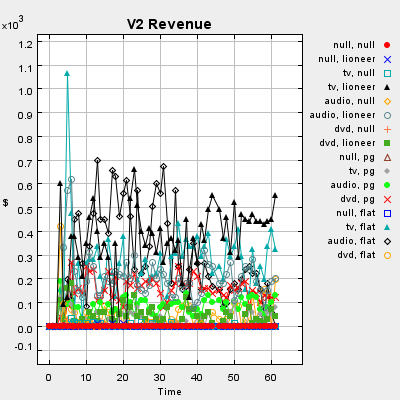 V2 Revenue
x10³
1.2
1.1
1.0
0.9
0.8
0.7
0.6
0.5
$
0.4
0.3
0.2
0.1
0.0
-0.1
0 10 20 30 40 50 60
Time
null, null
null, lioneer
tv, null
tv, lioneer
audio, null
audio, lioneer
dvd, null
dvd, lioneer
null, pg
tv, pg
audio, pg
dvd, pg
null, flat
tv, flat
audio, flat
dvd, flat